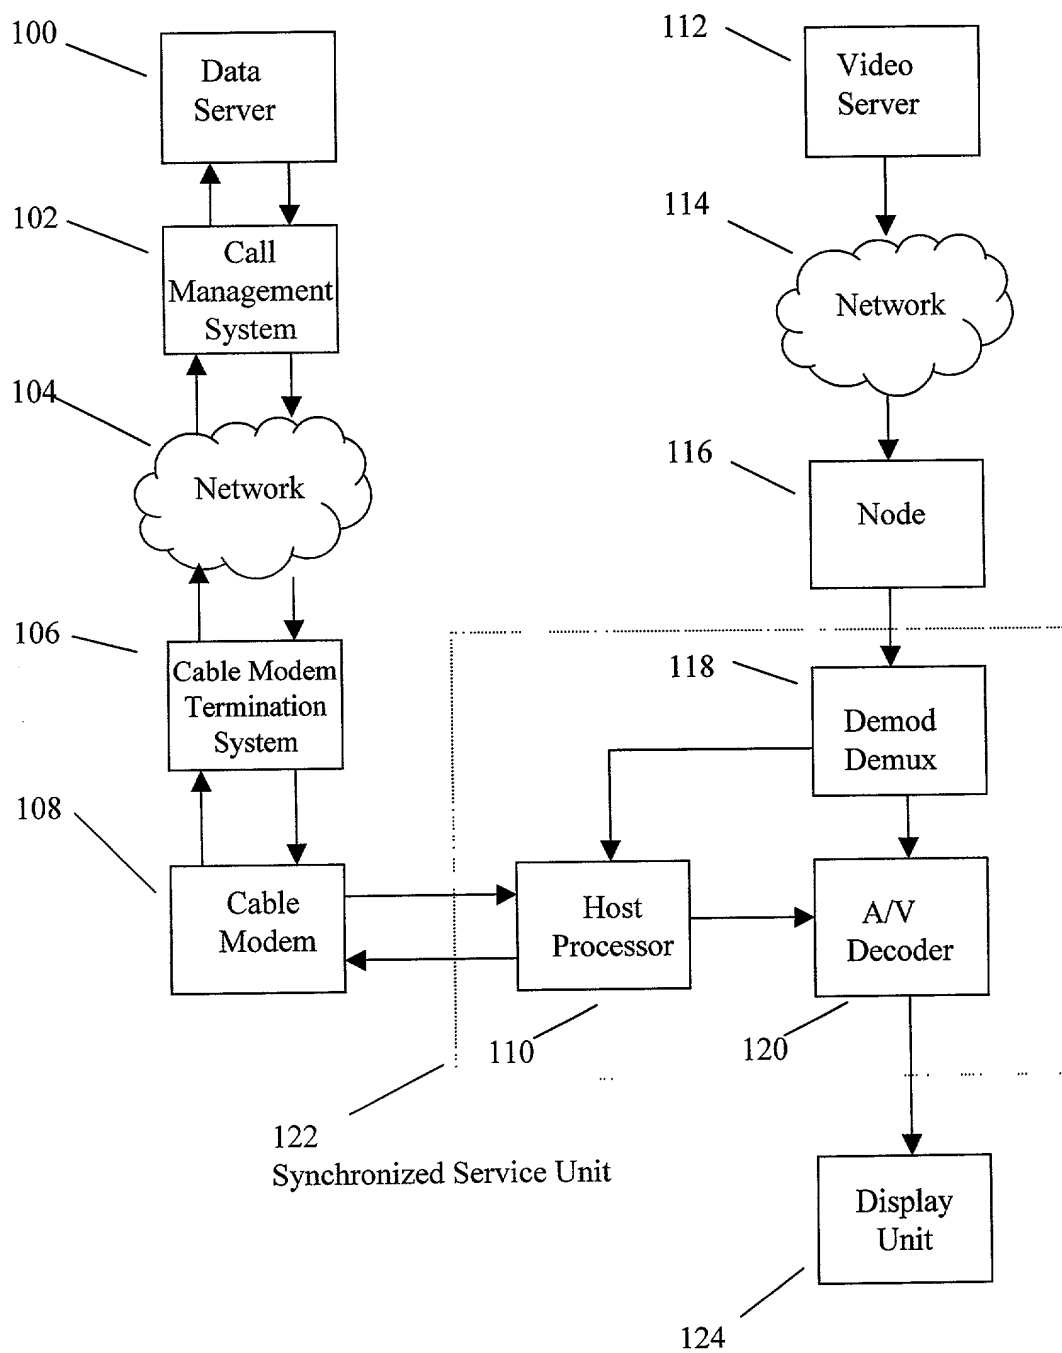 100
Data
Server
102
Call
Management
System
104
Network
106
Cable Modem
Termination
System
108
Cable
Modem
112
Video
Server
114
Network
116
Node
118
Demod
Demux
Host
Processor
110
A/V
Decoder
120
122
Synchronized Service Unit
Display
Unit
124